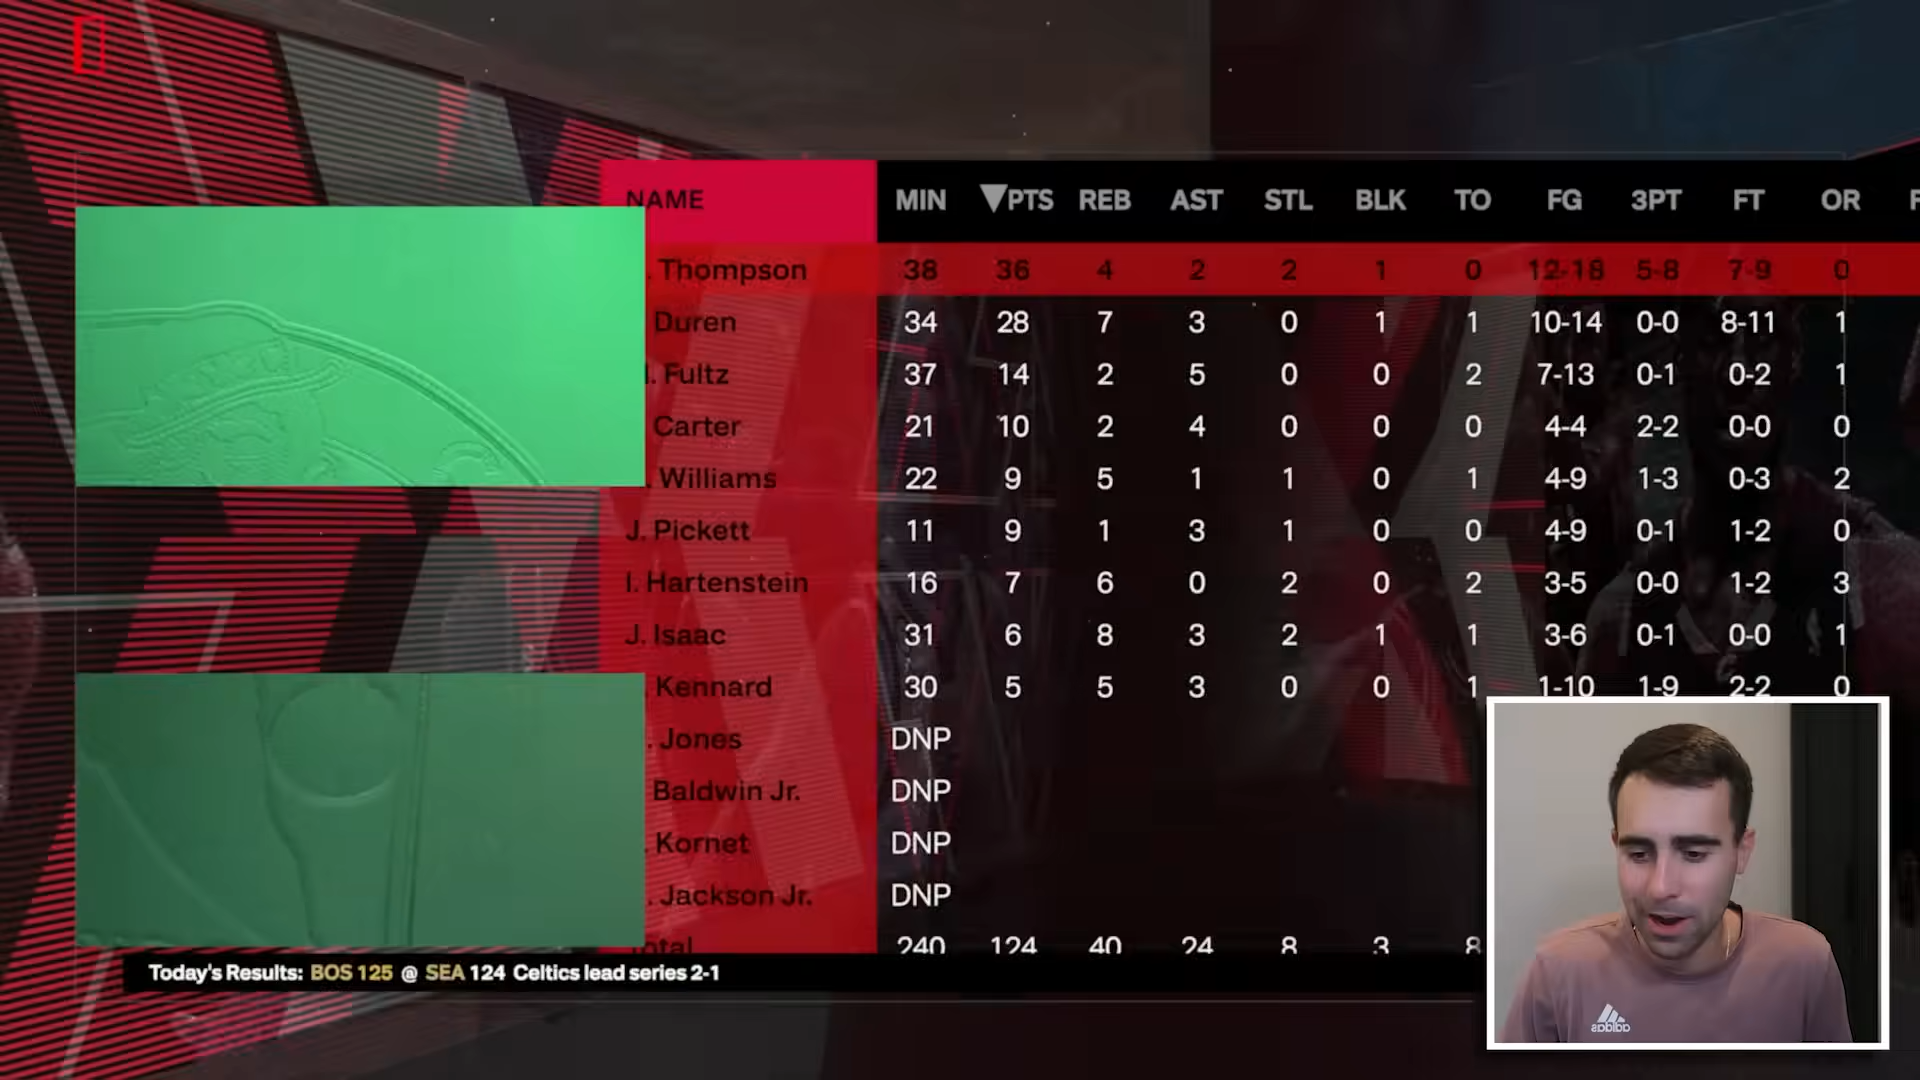 NAME MIN ▼PTS REB AST STL BLK TO FG 3PT FT OR
. Thompson 38 36 4 2 2 1 0 12-18 5-8 7-9 0
Duren 34 28 7 3 0 1 1 10-14 0-0 8-11 1
. Fultz 37 14 2 5 0 0 2 7-13 0-1 0-2 1
Carter 21 10 2 4 0 0 0 4-4 2-2 0-0 0
. Williams 22 9 5 1 1 0 1 4-9 1-3 0-3 2
J. Pickett 11 9 1 3 1 0 0 4-9 0-1 1-2 0
I. Hartenstein 16 7 6 0 2 0 2 3-5 0-0 1-2 3
J. Isaac 31 6 8 3 2 1 1 3-6 0-1 0-0 1
. Kennard 30 5 5 3 0 0 1 1-10 1-9 2-2 0
. Jones DNP
Baldwin Jr. DNP
. Kornet DNP
. Jackson Jr. DNP
Total 240 124 40 24 8 3 8
Today's Results: BOS 125 @ SEA 124 Celtics lead series 2-1
adidas